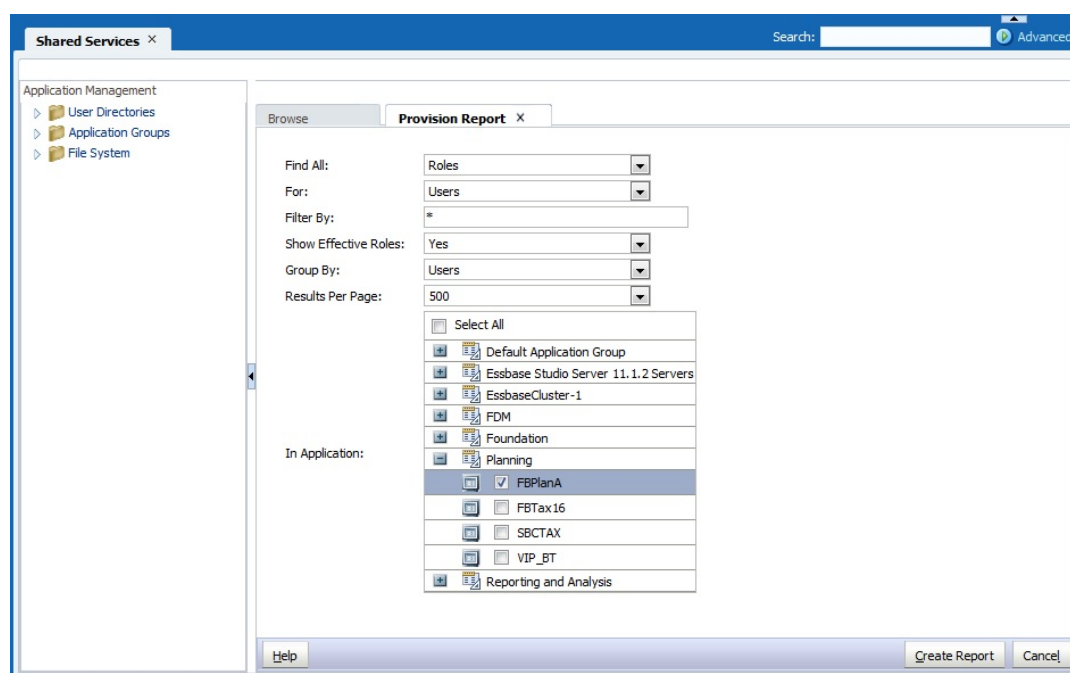 Shared Services ×
Search:
Advanced
Application Management
User Directories
Application Groups
File System
Browse
Provision Report X
Find All: Roles
For: Users
Filter By: *
Show Effective Roles: Yes
Group By: Users
Results Per Page: 500
Select All
Default Application Group
Essbase Studio Server 11.1.2 Servers
EssbaseCluster-1
FDM
Foundation
In Application:
Planning
FBPlanA
FBTax16
SBCTAX
VIP_BT
Reporting and Analysis
Help
Create Report
Cancel